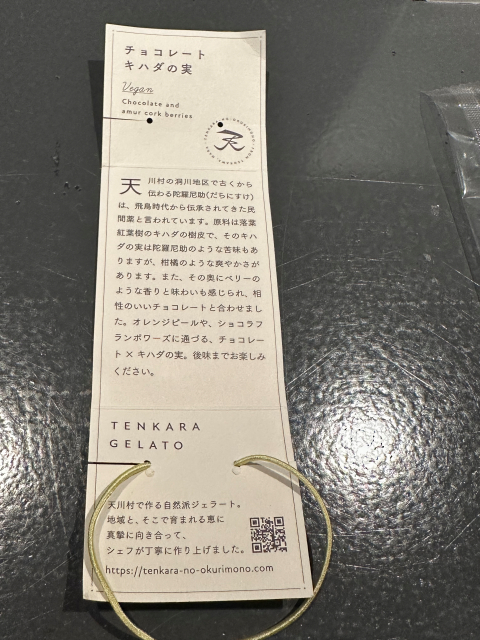 チョコレート
キハダの実
Vegan
Chocolate and
amur cork berries
天
天川村の洞川地区で古くから
伝わる陀羅尼助(だらにすけ)
は、飛鳥時代から伝承されてきた民
間薬と言われています。原料は落葉
紅葉樹のキハダの樹皮で、そのキハ
ダの実は陀羅尼助のような苦味もあ
りますが、柑橘のような爽やかさが
あります。また、その奥にベリーの
ような香りと味わいも感じられ、相
性のいいチョコレートと合わせまし
た。オレンジピールや、ショコラフ
ランボワーズに通づる、チョコレー
ト × キハダの実。後味までお楽しみ
ください。
TENKARA
GELATO
天川村で作る自然派ジェラート。
地域と、そこで育まれる恵に
真摯に向き合って、
シェフが丁寧に作り上げました。
https://tenkara-no-okurimono.com